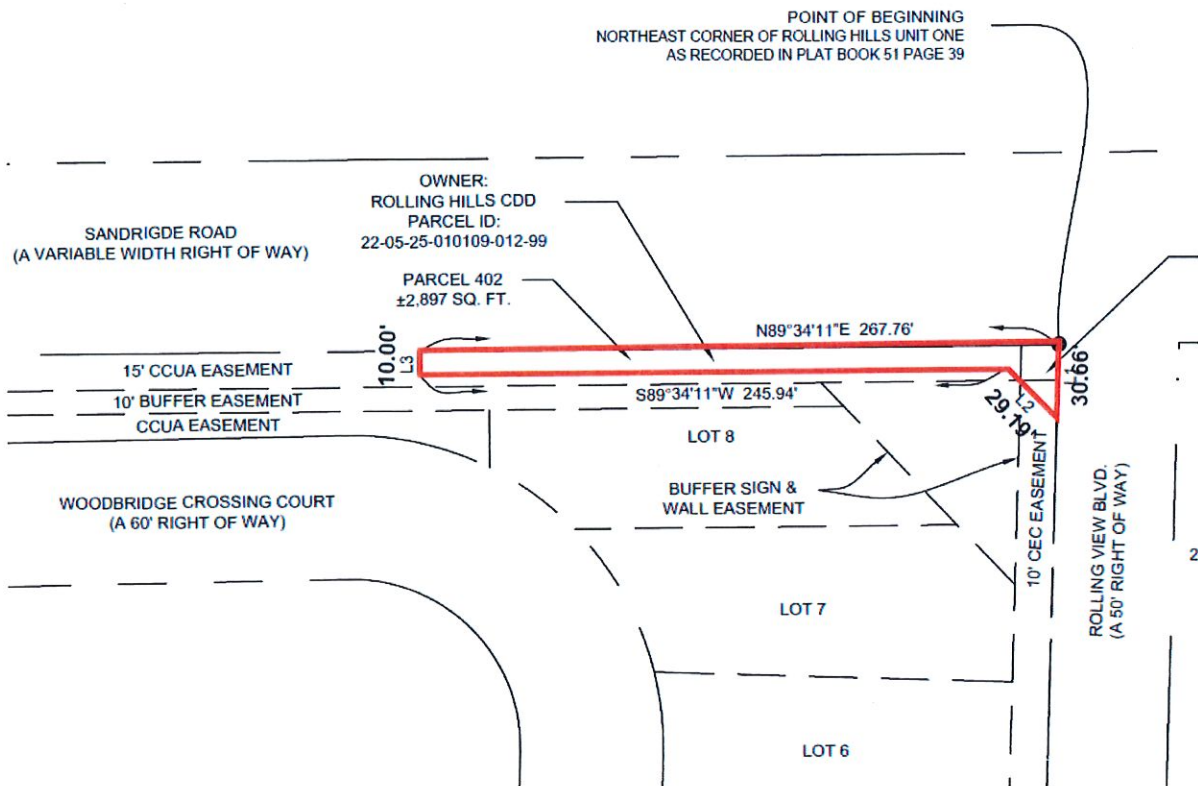 POINT OF BEGINNING
NORTHEAST CORNER OF ROLLING HILLS UNIT ONE
AS RECORDED IN PLAT BOOK 51 PAGE 39
OWNER:
ROLLING HILLS CDD
PARCEL ID:
22-05-25-010109-012-99
SANDRIGDE ROAD
(A VARIABLE WIDTH RIGHT OF WAY)
PARCEL 402
±2,897 SQ. FT.
N89°34'11"E 267.76'
10.00'
L3
L1
30.66'
15' CCUA EASEMENT
10' BUFFER EASEMENT
CCUA EASEMENT
S89°34'11"W 245.94'
L2
29.19'
LOT 8
WOODBRIDGE CROSSING COURT
(A 60' RIGHT OF WAY)
BUFFER SIGN &
WALL EASEMENT
10' CEC EASEMENT
ROLLING VIEW BLVD.
(A 50' RIGHT OF WAY)
2
LOT 7
LOT 6